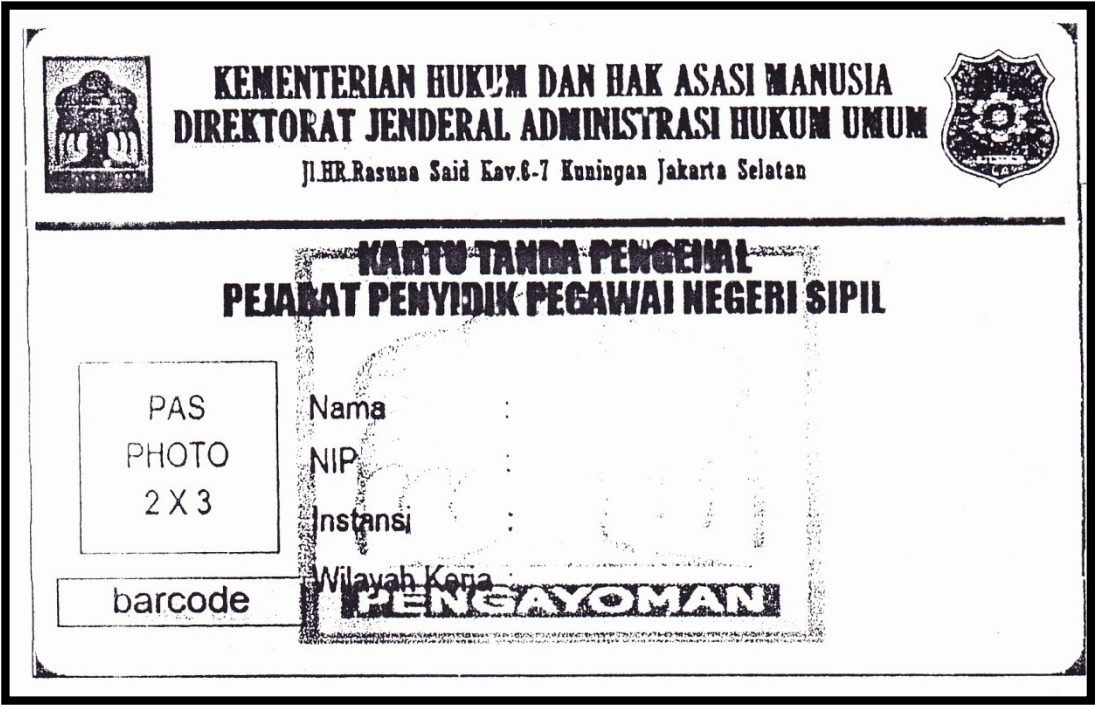 KEMENTERIAN HUKUM DAN HAK ASASI MANUSIA
DIREKTORAT JENDERAL ADMINISTRASI HUKUM UMUM
Jl.HR.Rasuna Said Kav.6-7 Kuningan Jakarta Selatan
KARTU TANDA PENGENAL
PEJABAT PENYIDIK PEGAWAI NEGERI SIPIL
PAS
PHOTO
2 X 3
Nama :
NIP :
Instansi :
Wilayah Kerja :
barcode
PENGAYOMAN